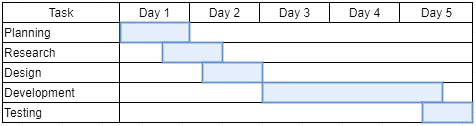 Task Day 1 Day 2 Day 3 Day 4 Day 5
Planning
Research
Design
Development
Testing